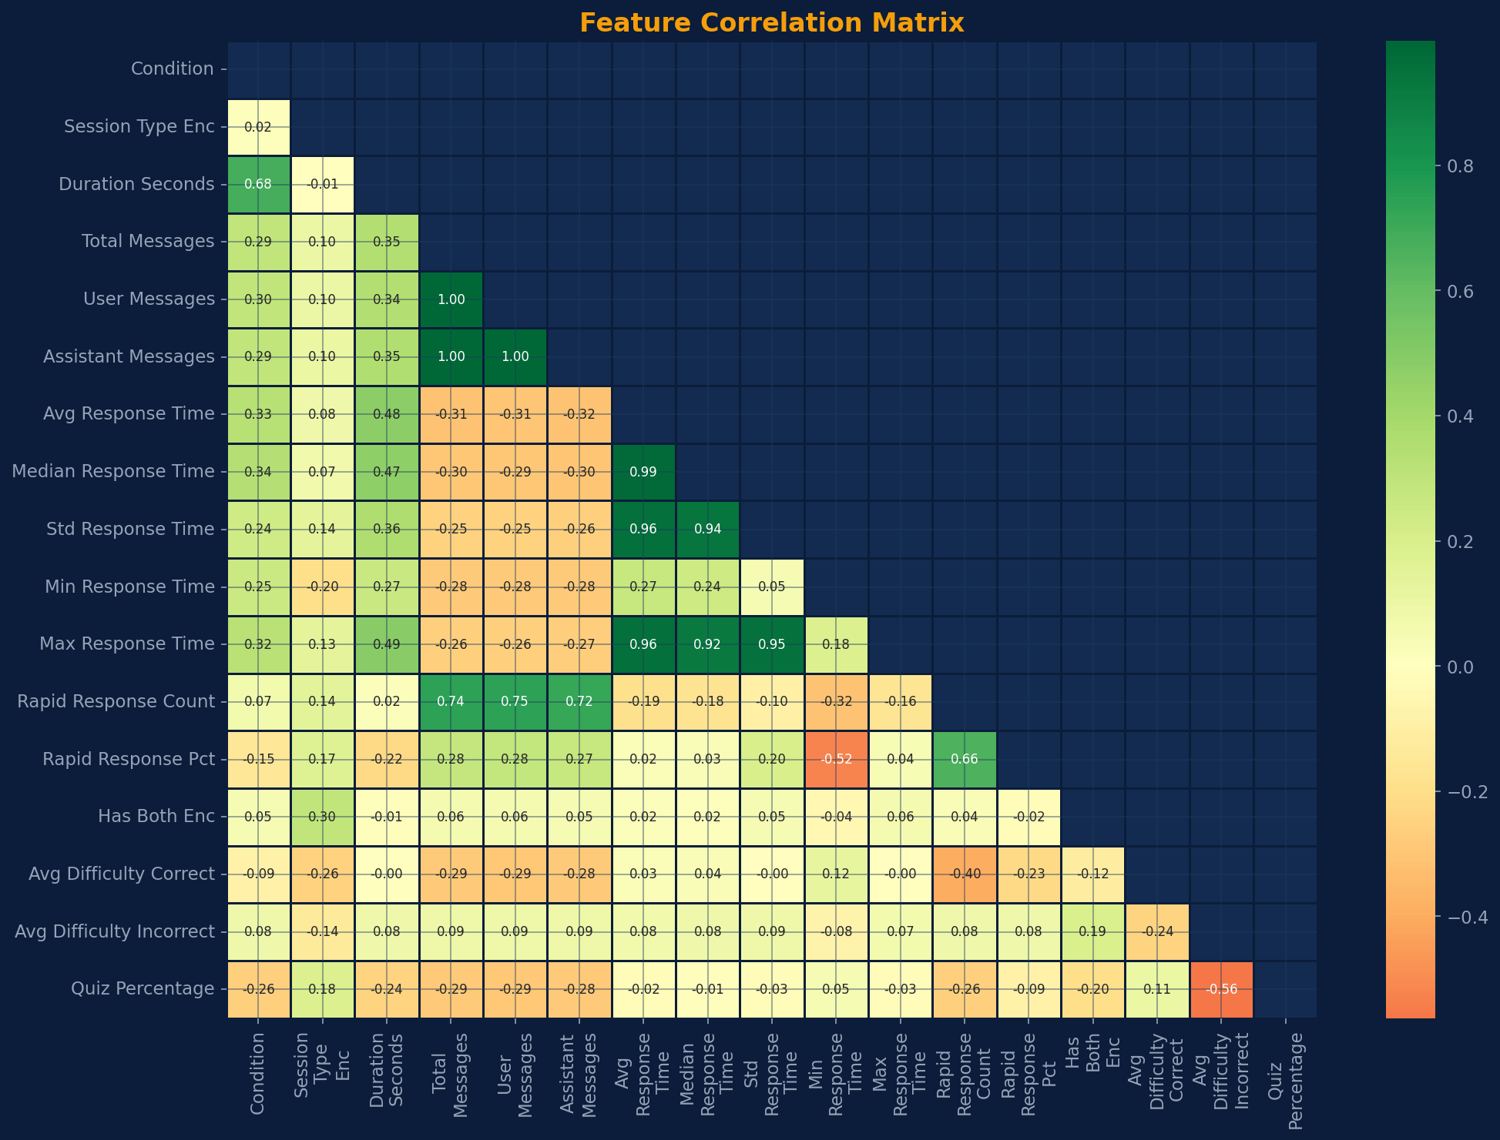 Feature Correlation Matrix
Condition
Session Type Enc 0.02
Duration Seconds 0.68 -0.01
Total Messages 0.29 0.10 0.35
User Messages 0.30 0.10 0.34 1.00
Assistant Messages 0.29 0.10 0.35 1.00 1.00
Avg Response Time 0.33 0.08 0.48 -0.31 -0.31 -0.32
Median Response Time 0.34 0.07 0.47 -0.30 -0.29 -0.30 0.99
Std Response Time 0.24 0.14 0.36 -0.25 -0.25 -0.26 0.96 0.94
Min Response Time 0.25 -0.20 0.27 -0.28 -0.28 -0.28 0.27 0.24 0.05
Max Response Time 0.32 0.13 0.49 -0.26 -0.26 -0.27 0.96 0.92 0.95 0.18
Rapid Response Count 0.07 0.14 0.02 0.74 0.75 0.72 -0.19 -0.18 -0.10 -0.32 -0.16
Rapid Response Pct -0.15 0.17 -0.22 0.28 0.28 0.27 0.02 0.03 0.20 -0.52 0.04 0.66
Has Both Enc 0.05 0.30 -0.01 0.06 0.06 0.05 0.02 0.02 0.05 -0.04 0.06 0.04 -0.02
Avg Difficulty Correct -0.09 -0.26 -0.00 -0.29 -0.29 -0.28 0.03 0.04 -0.00 0.12 -0.00 -0.40 -0.23 -0.12
Avg Difficulty Incorrect 0.08 -0.14 0.08 0.09 0.09 0.09 0.08 0.08 0.09 -0.08 0.07 0.08 0.08 0.19 -0.24
Quiz Percentage -0.26 0.18 -0.24 -0.29 -0.29 -0.28 -0.02 -0.01 -0.03 0.05 -0.03 -0.26 -0.09 -0.20 0.11 -0.56
Condition
Session
Type
Enc
Duration
Seconds
Total
Messages
User
Messages
Assistant
Messages
Avg
Response
Time
Median
Response
Time
Std
Response
Time
Min
Response
Time
Max
Response
Time
Rapid
Response
Count
Rapid
Response
Pct
Has
Both
Enc
Avg
Difficulty
Correct
Avg
Difficulty
Incorrect
Quiz
Percentage
0.8
0.6
0.4
0.2
0.0
−0.2
−0.4